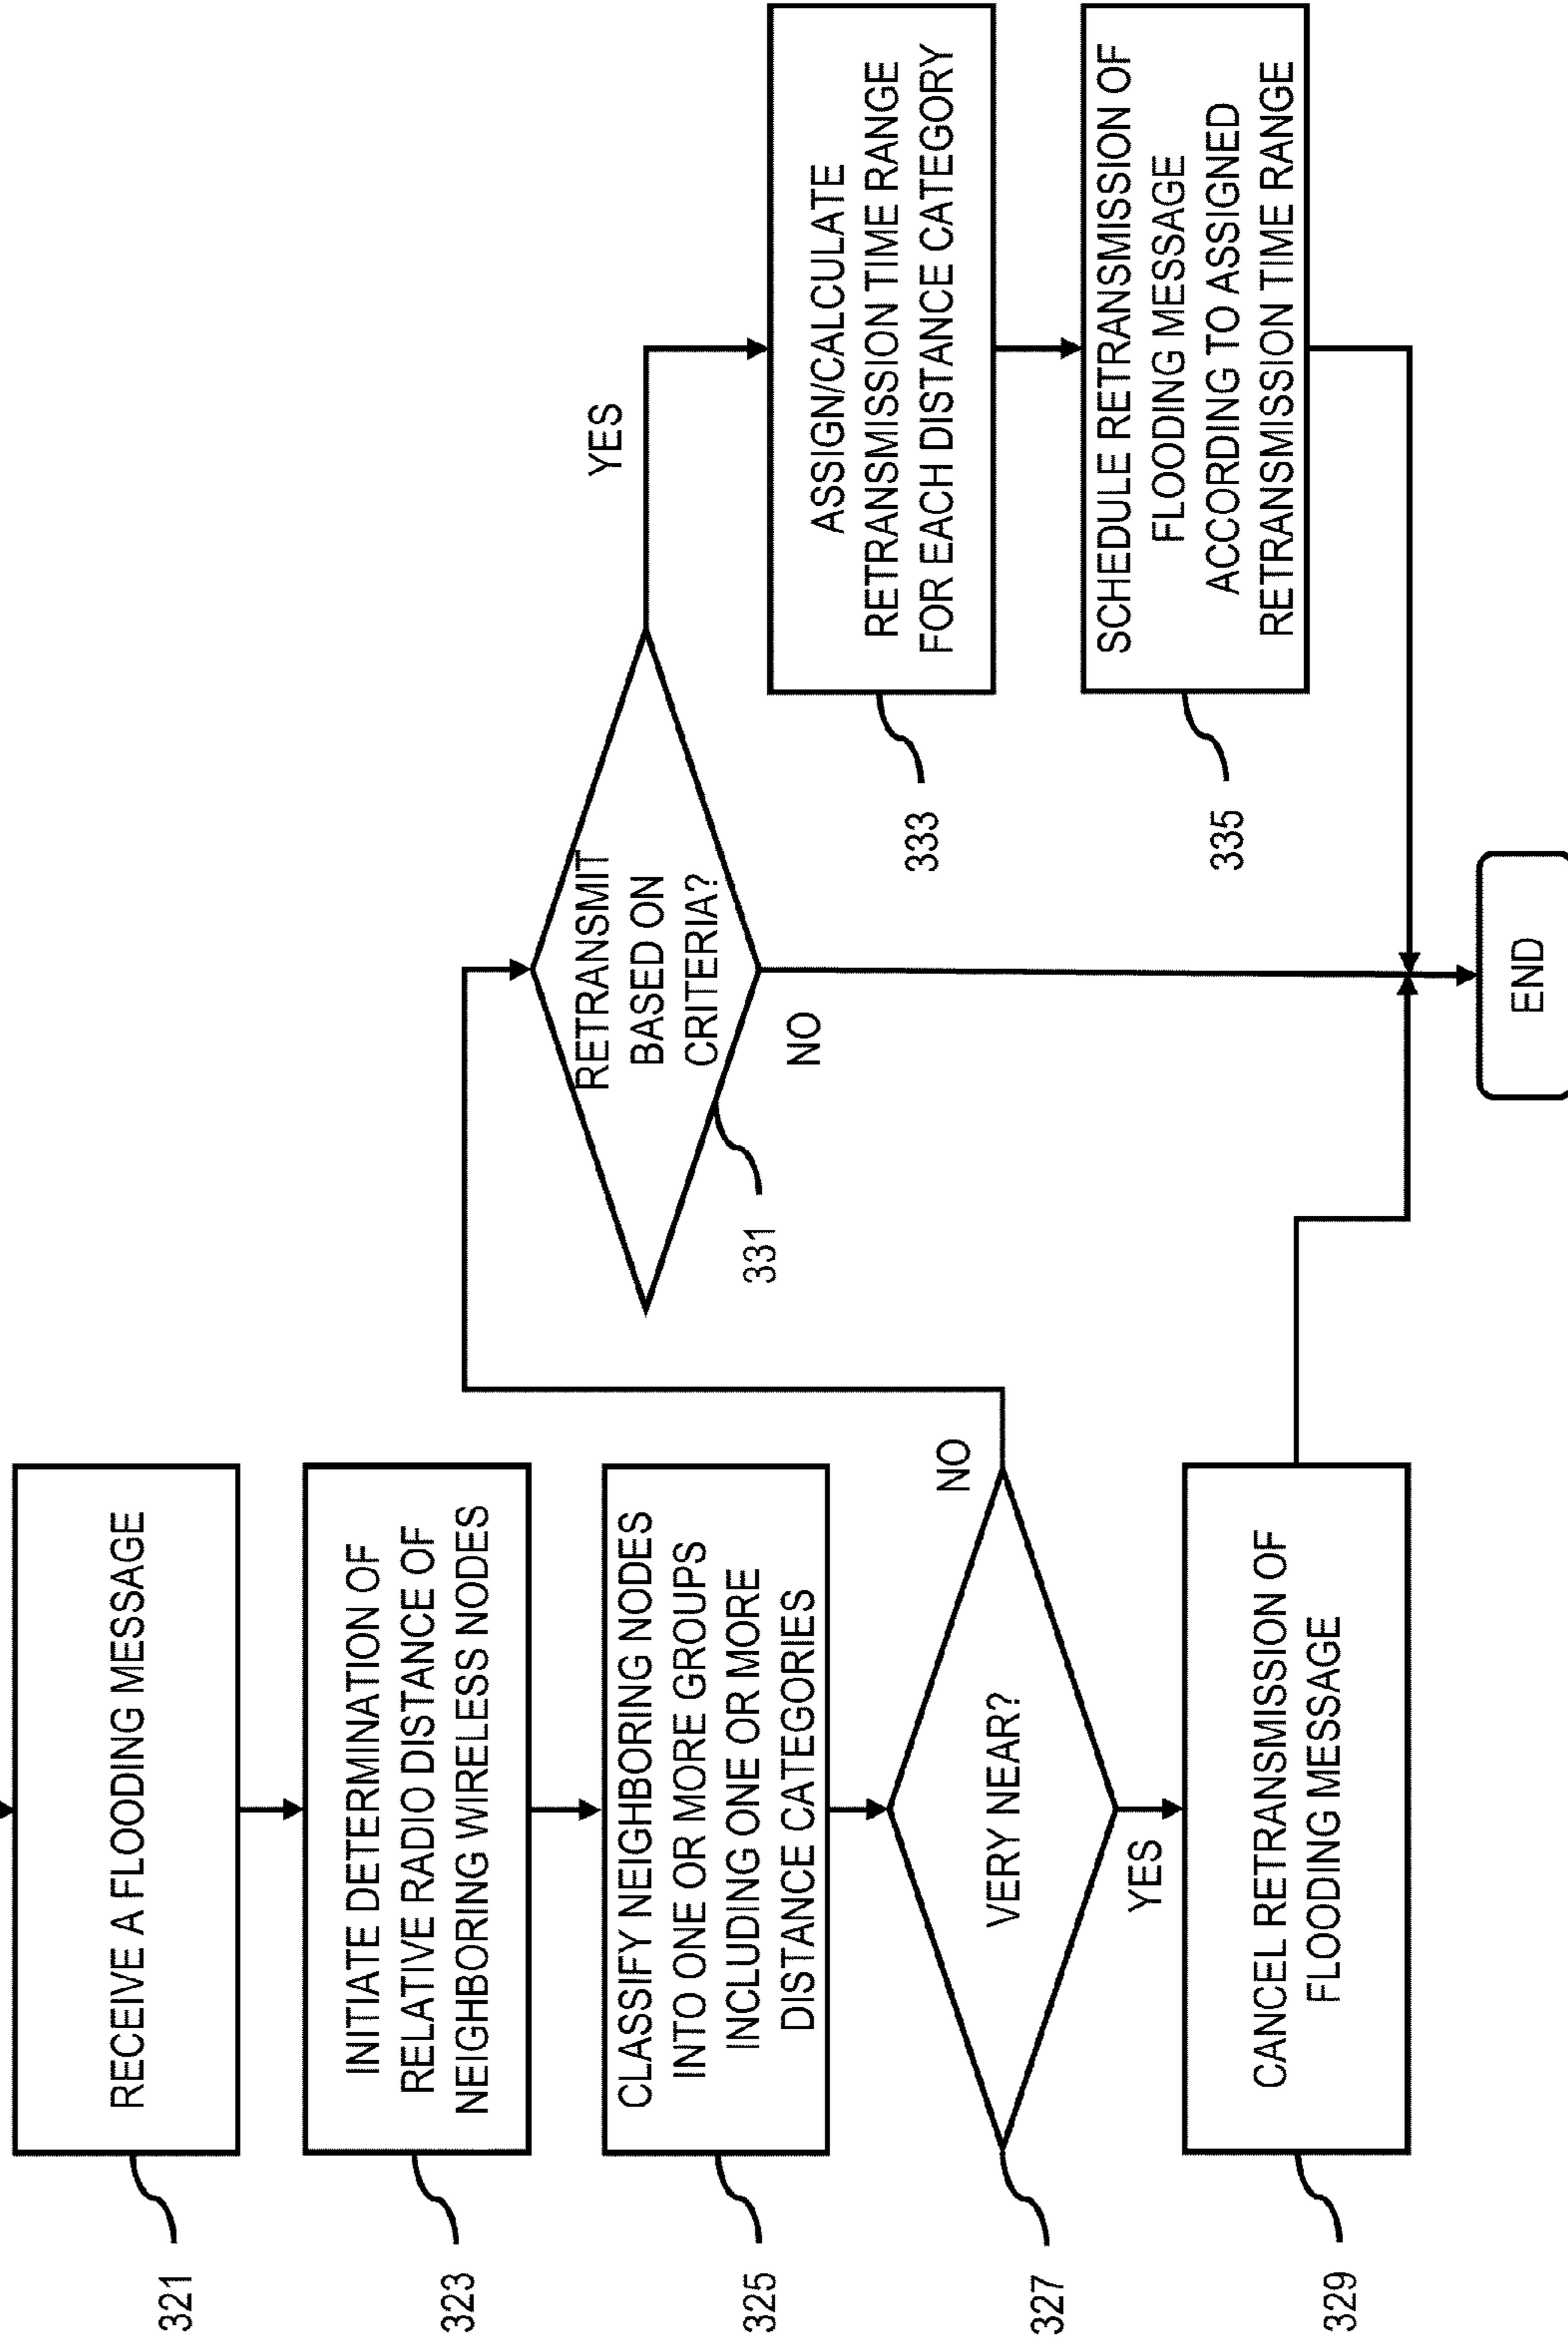 RECEIVE A FLOODING MESSAGE
321
INITIATE DETERMINATION OF
RELATIVE RADIO DISTANCE OF
NEIGHBORING WIRELESS NODES
323
CLASSIFY NEIGHBORING NODES
INTO ONE OR MORE GROUPS
INCLUDING ONE OR MORE
DISTANCE CATEGORIES
325
VERY NEAR?
327
NO
YES
CANCEL RETRANSMISSION OF
FLOODING MESSAGE
329
RETRANSMIT
BASED ON
CRITERIA?
331
YES
NO
ASSIGN/CALCULATE
RETRANSMISSION TIME RANGE
FOR EACH DISTANCE CATEGORY
333
SCHEDULE RETRANSMISSION OF
FLOODING MESSAGE
ACCORDING TO ASSIGNED
RETRANSMISSION TIME RANGE
335
END